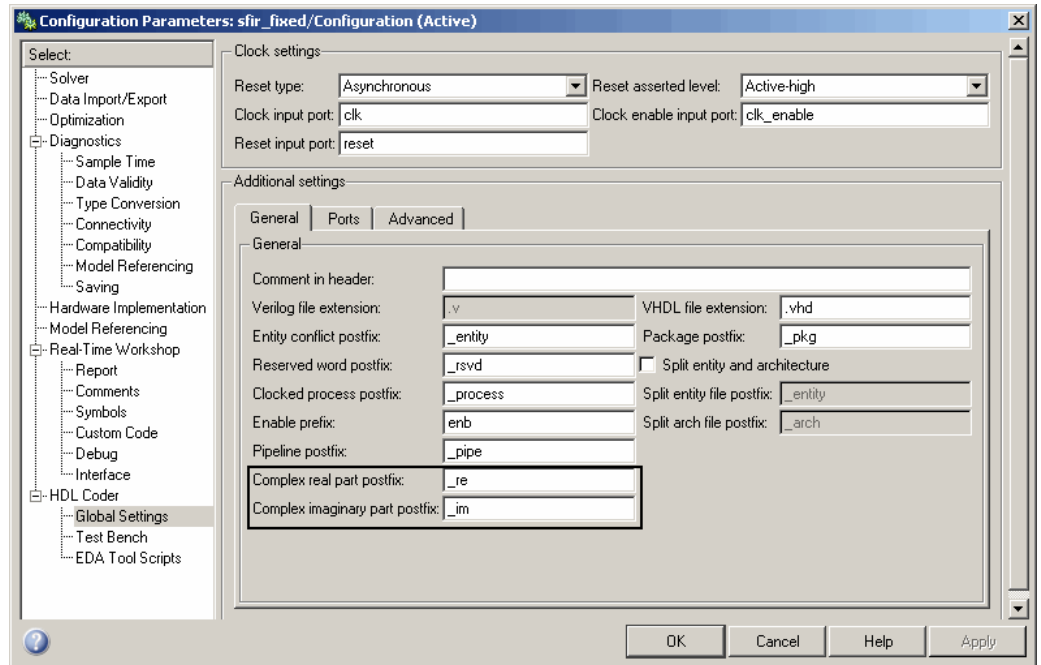 Configuration Parameters: sfir_fixed/Configuration (Active)
Select:
Solver
Data Import/Export
Optimization
Diagnostics
Sample Time
Data Validity
Type Conversion
Connectivity
Compatibility
Model Referencing
Saving
Hardware Implementation
Model Referencing
Real-Time Workshop
Report
Comments
Symbols
Custom Code
Debug
Interface
HDL Coder
Global Settings
Test Bench
EDA Tool Scripts
Clock settings
Reset type: Asynchronous Reset asserted level: Active-high
Clock input port: clk Clock enable input port: clk_enable
Reset input port: reset
Additional settings
General Ports Advanced
General
Comment in header:
Verilog file extension: .v VHDL file extension: .vhd
Entity conflict postfix: _entity Package postfix: _pkg
Reserved word postfix: _rsvd Split entity and architecture
Clocked process postfix: _process Split entity file postfix: _entity
Enable prefix: enb Split arch file postfix: _arch
Pipeline postfix: _pipe
Complex real part postfix: _re
Complex imaginary part postfix: _im
OK Cancel Help Apply